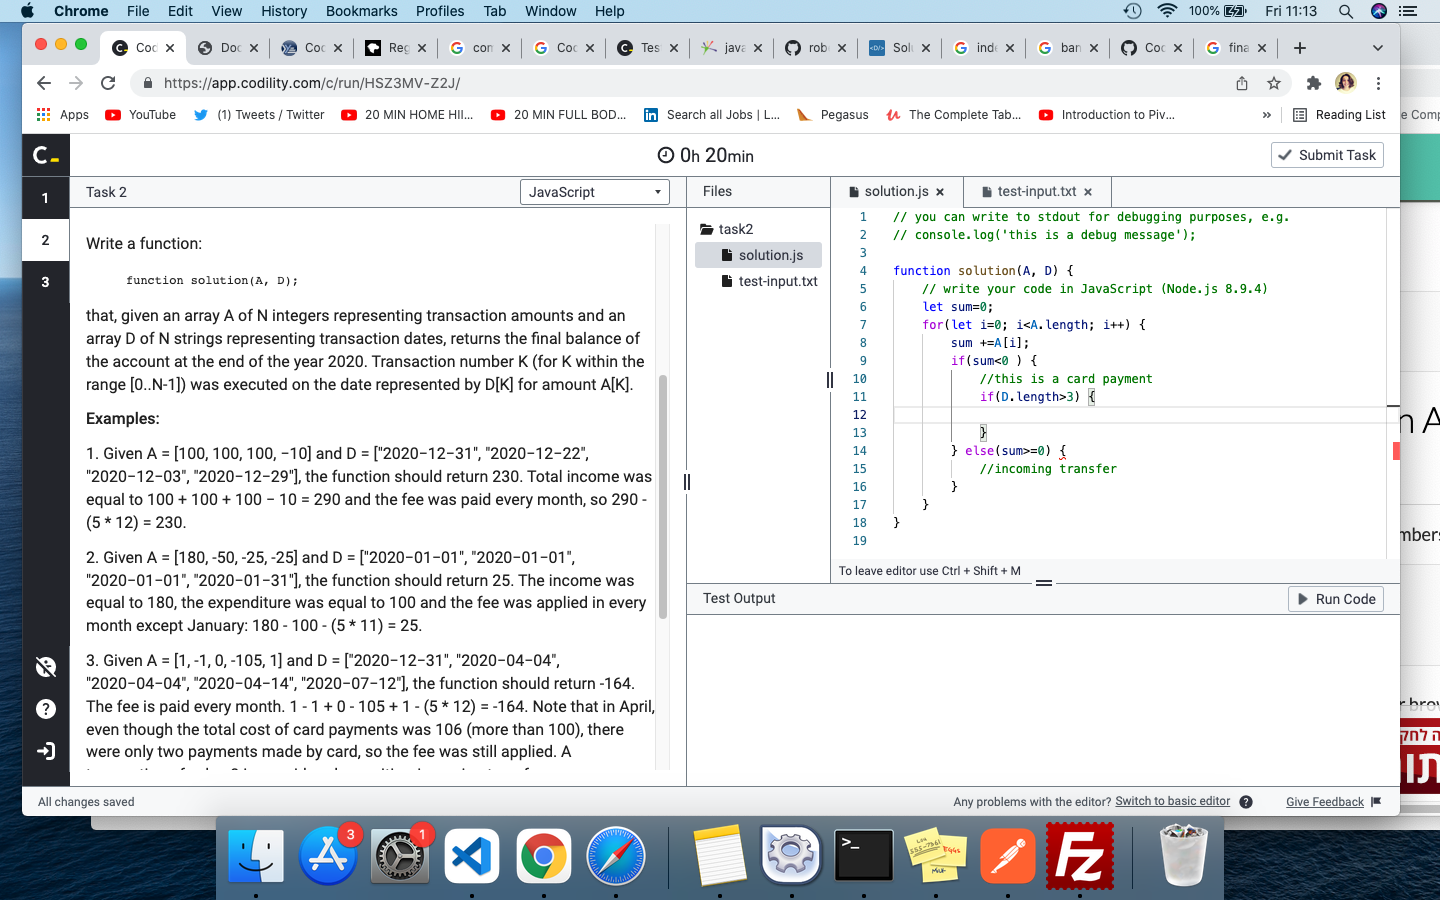 Chrome File Edit View History Bookmarks Profiles Tab Window Help 100% Fri 11:13
Cod Doc Coc Reg con Coc Tes java rob Solu inde ban Coc fina
https://app.codility.com/c/run/HSZ3MV-Z2J/
Apps YouTube (1) Tweets / Twitter 20 MIN HOME HII... 20 MIN FULL BOD... Search all Jobs | L... Pegasus The Complete Tab... Introduction to Piv... » Reading List
C_ 0h 20min Submit Task
1
2
3
Task 2 JavaScript
Write a function:
function solution(A, D);
that, given an array A of N integers representing transaction amounts and an
array D of N strings representing transaction dates, returns the final balance of
the account at the end of the year 2020. Transaction number K (for K within the
range [0..N-1]) was executed on the date represented by D[K] for amount A[K].
Examples:
1. Given A = [100, 100, 100, −10] and D = ["2020−12−31", "2020−12−22",
"2020−12−03", "2020−12−29"], the function should return 230. Total income was
equal to 100 + 100 + 100 − 10 = 290 and the fee was paid every month, so 290 -
(5 * 12) = 230.
2. Given A = [180, -50, -25, -25] and D = ["2020−01−01", "2020−01−01",
"2020−01−01", "2020−01−31"], the function should return 25. The income was
equal to 180, the expenditure was equal to 100 and the fee was applied in every
month except January: 180 - 100 - (5 * 11) = 25.
3. Given A = [1, -1, 0, -105, 1] and D = ["2020−12−31", "2020−04−04",
"2020−04−04", "2020−04−14", "2020−07−12"], the function should return -164.
The fee is paid every month. 1 - 1 + 0 - 105 + 1 - (5 * 12) = -164. Note that in April,
even though the total cost of card payments was 106 (more than 100), there
were only two payments made by card, so the fee was still applied. A
Files
task2
solution.js
test-input.txt
solution.js × test-input.txt ×
1 // you can write to stdout for debugging purposes, e.g.
2 // console.log('this is a debug message');
3
4 function solution(A, D) {
5 // write your code in JavaScript (Node.js 8.9.4)
6 let sum=0;
7 for(let i=0; i<A.length; i++) {
8 sum +=A[i];
9 if(sum<0 ) {
10 //this is a card payment
11 if(D.length>3) {
12
13 }
14 } else(sum>=0) {
15 //incoming transfer
16 }
17 }
18 }
19
To leave editor use Ctrl + Shift + M
Test Output Run Code
All changes saved Any problems with the editor? Switch to basic editor Give Feedback
3
1